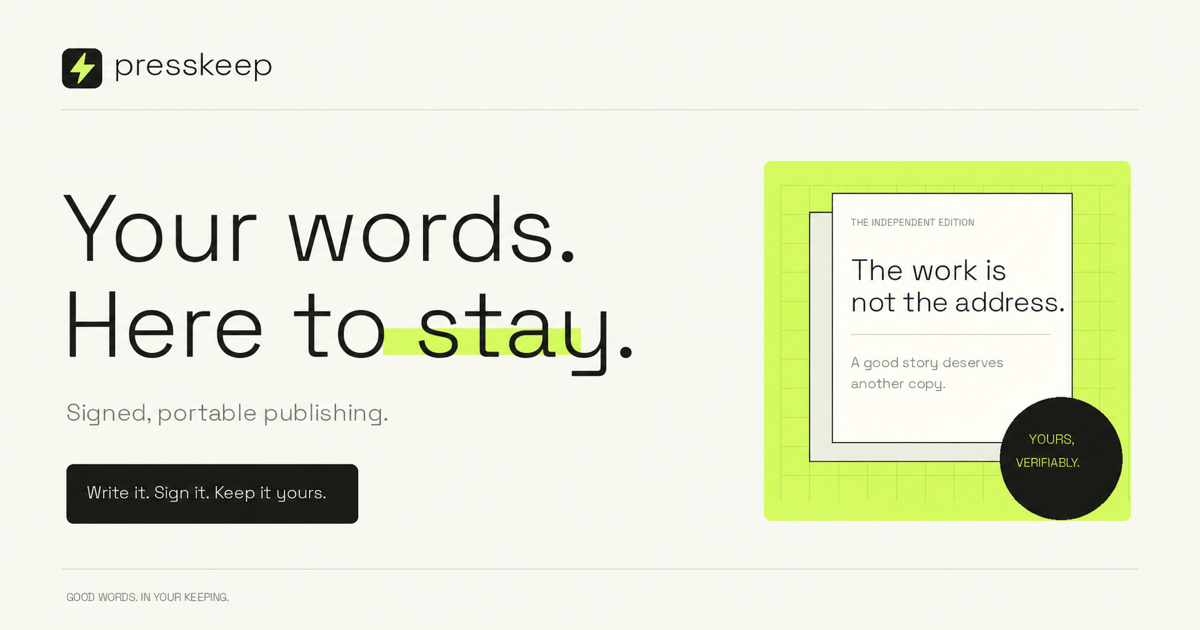 presskeep
Your words.
Here to stay.
Signed, portable publishing.
Write it. Sign it. Keep it yours.
THE INDEPENDENT EDITION
The work is
not the address.
A good story deserves
another copy.
YOURS,
VERIFIABLY.
GOOD WORDS. IN YOUR KEEPING.